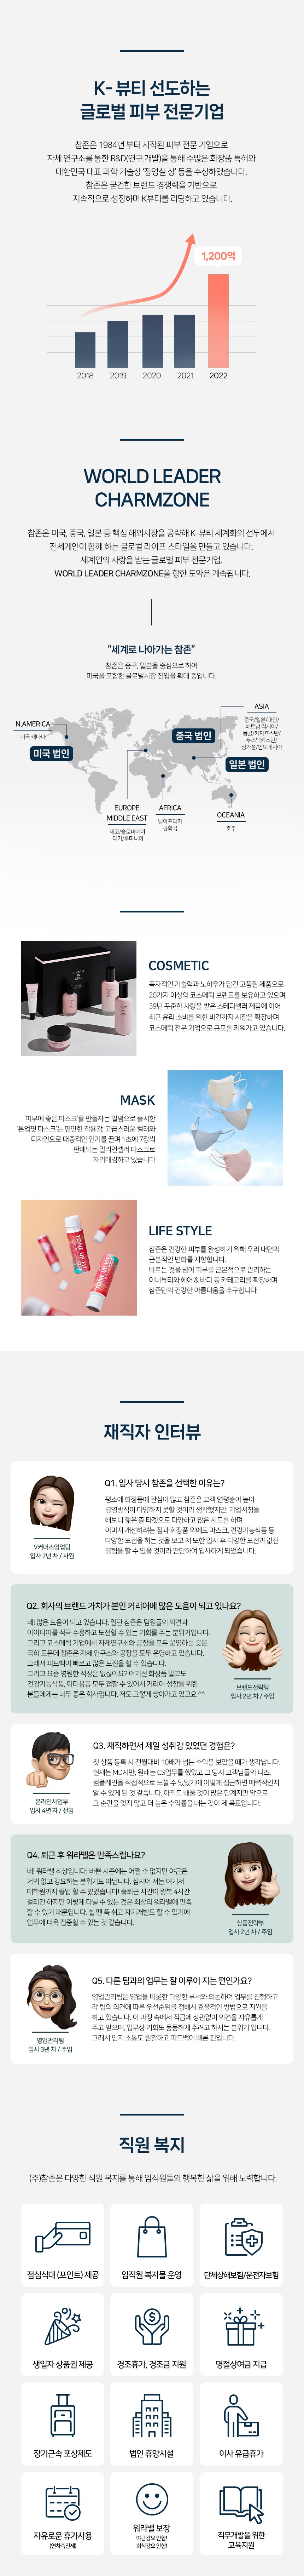 K- 뷰티 선도하는
글로벌 피부 전문기업
참존은 1984년 부터 시작된 피부 전문 기업으로
자체 연구소를 통한 R&D(연구.개발)을 통해 수많은 화장품 특허와
대한민국 대표 과학 기술상 '장영실 상' 등을 수상하였습니다.
참존은 굳건한 브랜드 경쟁력을 기반으로
지속적으로 성장하며 K뷰티를 리딩하고 있습니다.
1,200억
2018 2019 2020 2021 2022
WORLD LEADER
CHARMZONE
참존은 미국, 중국, 일본 등 핵심 해외시장을 공략해 K-뷰티 세계화의 선두에서
전세계인이 함께 하는 글로벌 라이프 스타일을 만들고 있습니다.
세계인의 사랑을 받는 글로벌 피부 전문기업,
WORLD LEADER CHARMZONE을 향한 도약은 계속됩니다.
"세계로 나아가는 참존"
참존은 중국, 일본을 중심으로 하여
미국을 포함한 글로벌시장 진입을 확대 중입니다.
N.AMERICA
미국 캐나다
미국 법인
중국 법인
ASIA
중국/일본/대만/
베트남 러시아/
몽골/카자흐스탄/
우즈베키스탄/
싱가폴/인도네시아
일본 법인
EUROPE
MIDDLE EAST
체코/슬로바키아
터키/루마니아
AFRICA
남아프리카
공화국
OCEANIA
호주
COSMETIC
독자적인 기술력과 노하우가 담긴 고품질 제품으로
20가지 이상의 코스메틱 브랜드를 보유하고 있으며,
39년 꾸준한 사랑을 받은 스테디셀러 제품에 이어
최근 윤리 소비를 위한 비건까지 시장을 확장하며
코스메틱 전문 기업으로 규모를 키워가고 있습니다.
MASK
'피부에 좋은 마스크'를 만들자는 일념으로 출시한
'톤업핏 마스크'는 편안한 착용감, 고급스러운 컬러와
디자인으로 대중적인 인기를 끌며 1초에 7장씩
판매되는 밀리언셀러 마스크로
자리매김하고 있습니다
TONE UP FIT
LIFE STYLE
참존은 건강한 피부를 완성하기 위해 우리 내면의
근본적인 변화를 지향합니다.
바르는 것을 넘어 피부를 근본적으로 관리하는
이너뷰티와 헤어 & 바디 등 카테고리를 확장하며
참존만의 건강한 아름다움을 추구합니다
재직자 인터뷰
Q1. 입사 당시 참존을 선택한 이유는?
평소에 화장품에 관심이 많고 참존은 고객 연령층이 높아
경영방식이 다양하지 못할 것이라 생각했지만, 기업서칭을
해보니 젊은 층 타겟으로 다양하고 많은 시도를 하며
이미지 개선하려는 점과 화장품 외에도 마스크, 건강기능식품 등
다양한 도전을 하는 것을 보고 저 또한 입사 후 다양한 도전과 값진
경험을 할 수 있을 것이라 판단하여 입사하게 되었습니다.
V커머스영업팀
입사 2년 차 / 사원
Q2. 회사의 브랜드 가치가 본인 커리어에 많은 도움이 되고 있나요?
네! 많은 도움이 되고 있습니다. 일단 참존은 팀원들의 의견과
아이디어를 적극 수용하고 도전할 수 있는 기회를 주는 분위기입니다.
그리고 코스메틱 기업에서 자체연구소와 공장을 모두 운영하는 곳은
극히 드문데 참존은 자체 연구소와 공장을 모두 운영하고 있습니다.
그래서 피드백이 빠르고 많은 도전을 할 수 있습니다.
그리고 요즘 영원한 직장은 없잖아요? 여기선 화장품 말고도
건강기능식품, 이미용품 모두 접할 수 있어서 커리어 성장을 위한
분들에게는 너무 좋은 회사입니다. 저도 그렇게 쌓아가고 있고요 ^^
브랜드전략팀
입사 2년 차 / 주임
Q3. 재직하면서 제일 성취감 있었던 경험은?
첫 상품 등록 시 전월대비 10배가 넘는 수익을 보았을 때가 생각납니다.
현재는 MD지만, 원래는 CS업무를 했었고 그 당시 고객님들의 니즈,
컴플레인을 직접적으로 느낄 수 있었기에 어떻게 접근하면 매력적인지
알 수 있게 된 것 같습니다. 아직도 배울 것이 많은 단계지만 앞으로
그 순간을 잊지 않고 더 높은 수익률을 내는 것이 제 목표입니다.
온라인사업부
입사 4년 차 / 선임
Q4. 퇴근 후 워라밸은 만족스럽나요?
네! 워라밸 최상입니다! 바쁜 시즌에는 어쩔 수 없지만 야근은
거의 없고 강요하는 분위기도 아닙니다. 심지어 저는 여기서
대학원까지 졸업 할 수 있었습니다! 출퇴근 시간이 왕복 4시간
걸리긴 하지만 이렇게 다닐 수 있는 것은 최상의 워라밸에 만족
할 수 있기 때문입니다. 쉴 땐 푹 쉬고 자기개발도 할 수 있기에
업무에 더욱 집중할 수 있는 것 같습니다.
상품전략부
입사 2년 차 / 주임
Q5. 다른 팀과의 업무는 잘 이루어 지는 편인가요?
영업관리팀은 영업을 비롯한 다양한 부서와 의논하여 업무를 진행하고
각 팀의 의견에 따른 우선순위를 정해서 효율적인 방법으로 지원을
하고 있습니다. 이 과정 속에서 직급에 상관없이 의견을 자유롭게
주고 받으며, 업무상 기회도 동등하게 주려고 하시는 분위기 입니다.
그래서 인지 소통도 원활하고 피드백이 빠른 편입니다.
영업관리팀
입사 3년 차 / 주임
직원 복지
(주)참존은 다양한 직원 복지를 통해 임직원들의 행복한 삶을 위해 노력합니다.
점심식대 (포인트) 제공
임직원 복지몰 운영
단체상해보험/운전자보험
생일자 상품권 제공
경조휴가, 경조금 지원
명절상여금 지급
장기근속 포상제도
법인 휴양시설
이사 유급휴가
자유로운 휴가사용
(연차촉진제)
워라밸 보장
야근강요 안함!
회식강요 안함!
직무개발을 위한
교육지원